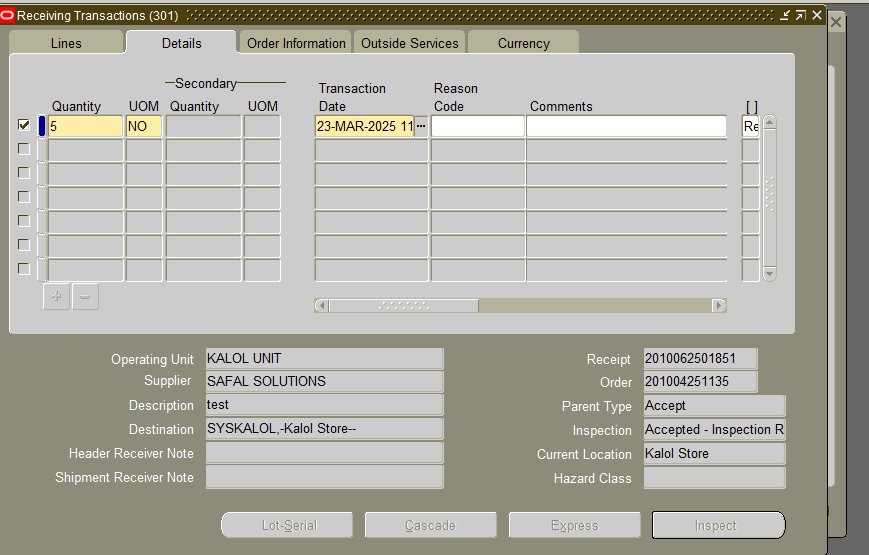 Receiving Transactions (301)
Lines Details Order Information Outside Services Currency
Secondary
Transaction Reason
Quantity UOM Quantity UOM Date Code Comments [ ]
5 NO 23-MAR-2025 11 ... Re
Operating Unit KALOL UNIT Receipt 2010062501851
Supplier SAFAL SOLUTIONS Order 201004251135
Description test Parent Type Accept
Destination SYSKALOL,-Kalol Store-- Inspection Accepted - Inspection R
Header Receiver Note Current Location Kalol Store
Shipment Receiver Note Hazard Class
Lot-Serial Cascade Express Inspect